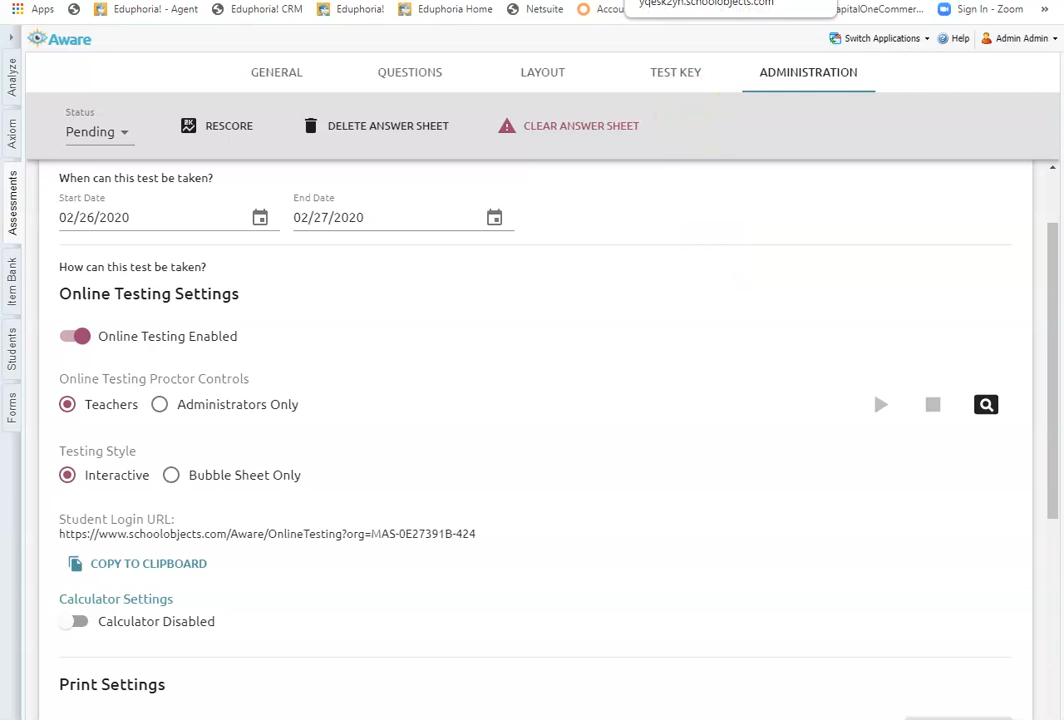 Apps Eduphoria! - Agent Eduphoria CRM Eduphoria! Eduphoria Home Netsuite Accou yqesk2yn.schoolobjects.com apitalOneCommer... Sign In - Zoom »
Aware Switch Applications Help Admin Admin
GENERAL QUESTIONS LAYOUT TEST KEY ADMINISTRATION
Status
Pending RESCORE DELETE ANSWER SHEET CLEAR ANSWER SHEET
Analyze
Axiom
Assessments
Item Bank
Students
Forms
When can this test be taken?
Start Date End Date
02/26/2020 02/27/2020
How can this test be taken?
Online Testing Settings
Online Testing Enabled
Online Testing Proctor Controls
Teachers Administrators Only
Testing Style
Interactive Bubble Sheet Only
Student Login URL:
https://www.schoolobjects.com/Aware/OnlineTesting?org=MAS-0E27391B-424
COPY TO CLIPBOARD
Calculator Settings
Calculator Disabled
Print Settings